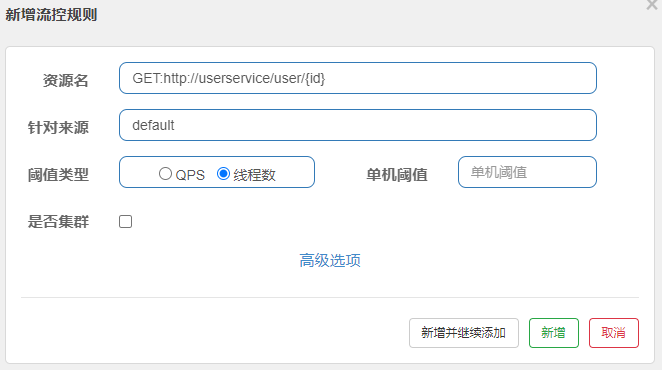 新增流控规则
资源名 GET:http://userservice/user/{id}
针对来源 default
阈值类型 QPS 线程数 单机阈值 单机阈值
是否集群
高级选项
新增并继续添加 新增 取消